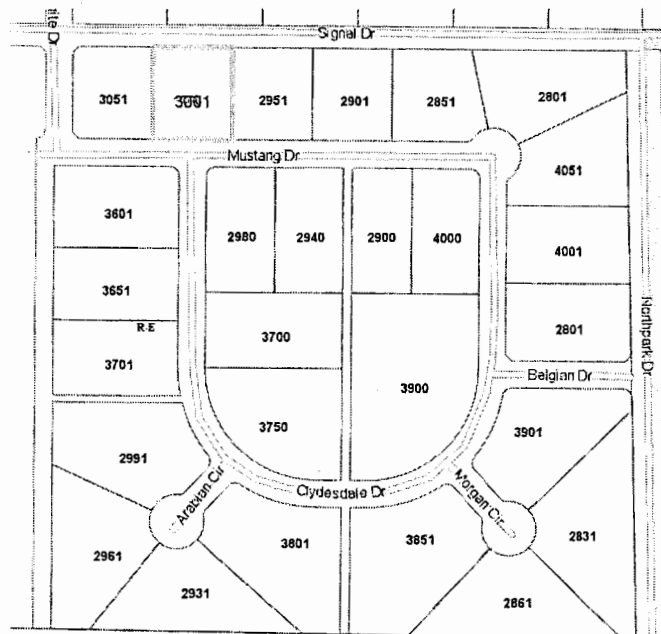 Signal Dr
ite Dr
3051 3001 2951 2901 2851 2801
Mustang Dr
4051
3601 2980 2940 2900 4000
4001
3651
R-E
3700
2801
3701
3900
Belgian Dr
Northpark Dr
3750
3901
2991
Clydesdale Dr
Arabian Cir
Morgan Cir
2961 3801 3851 2831
2931 2861